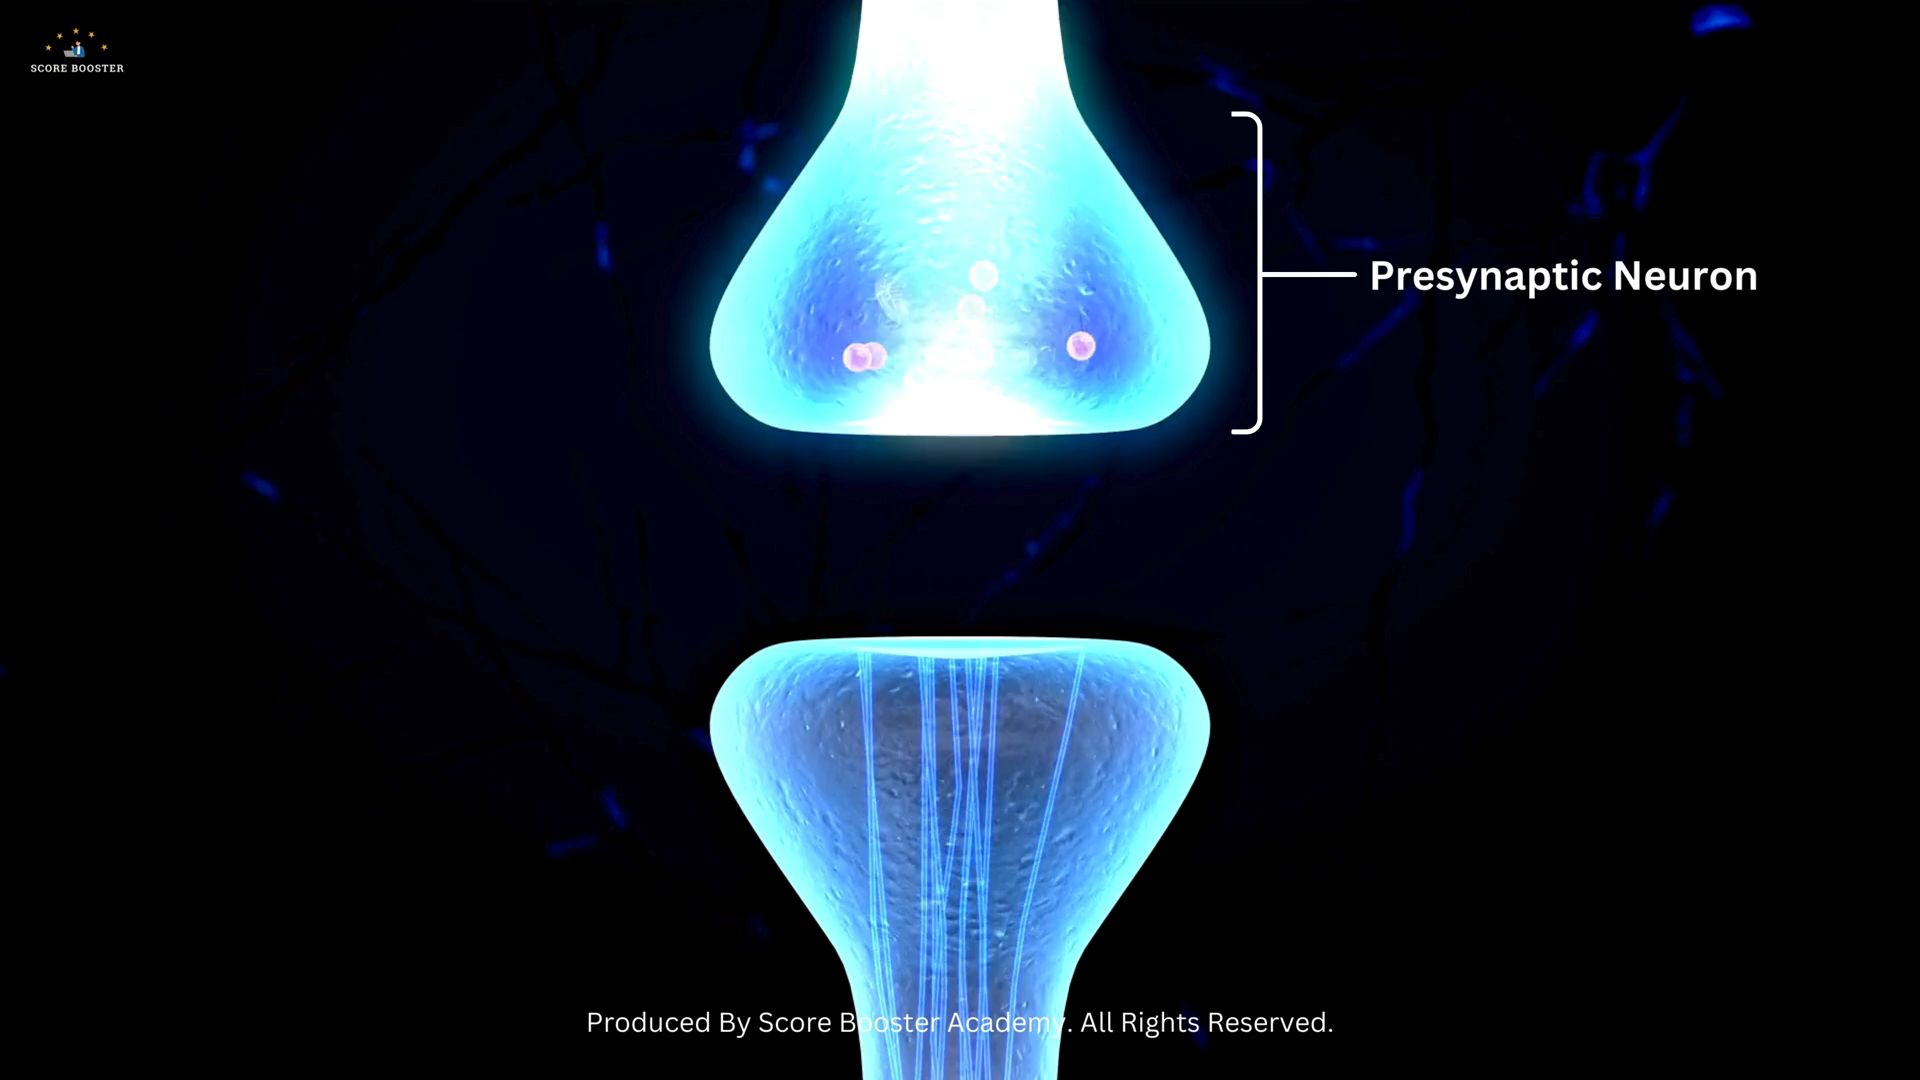 SCORE BOOSTER
Presynaptic Neuron
Produced By Score Booster Academy. All Rights Reserved.